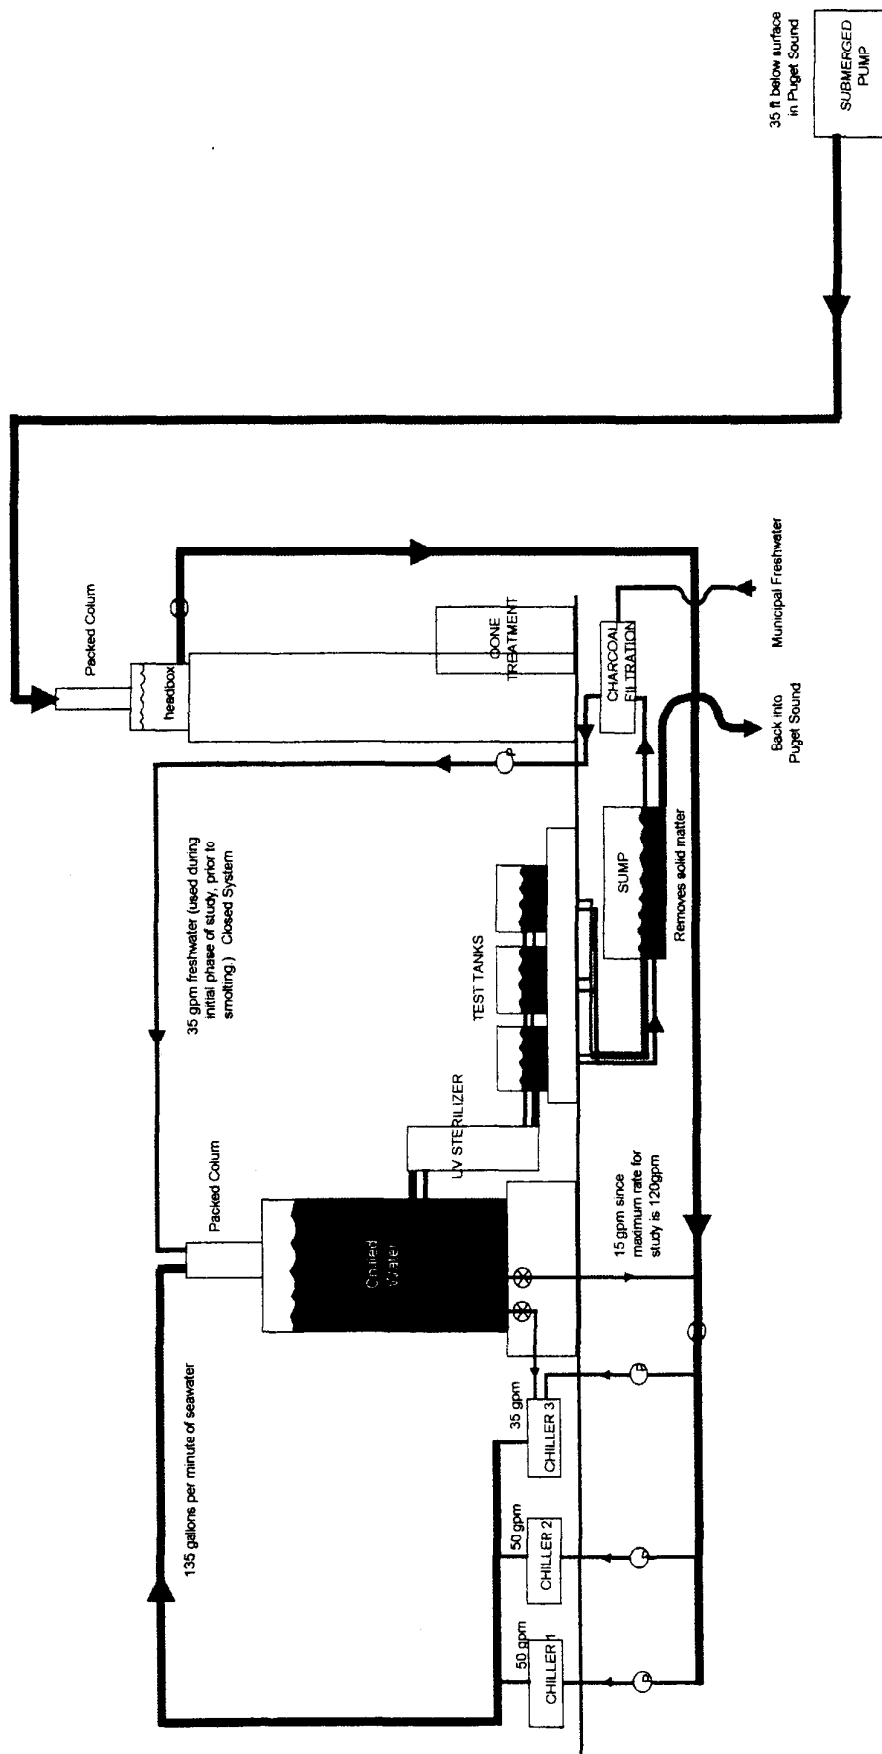 35 ft below surface
in Puget Sound
SUBMERGED
PUMP
Packed Colum
headbox
OONE
TREATMENT
CHARCOAL
FILTRATION
Municipal Freshwater
Back into
Puget Sound
P
35 gpm freshwater (used during
initial phase of study, prior to
smolting.) Closed System
TEST TANKS
SUMP
Removes solid matter
UV STERILIZER
Packed Colum
Chilled
Water
15 gpm since
maximum rate for
study is 120gpm
135 gallons per minute of seawater
35 gpm
CHILLER 3
P
50 gpm
CHILLER 2
P
50 gpm
CHILLER 1
P